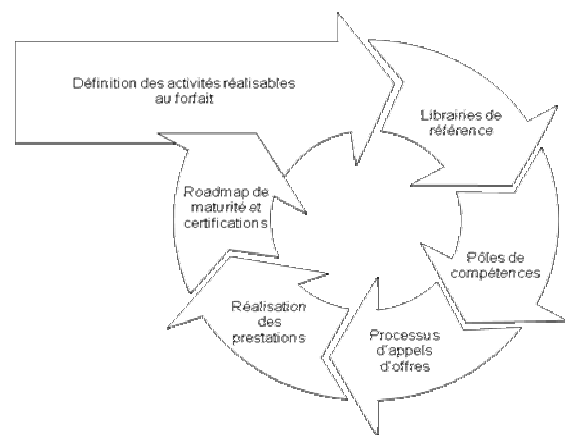 Définition des activités réalisables
au forfait
Librairies de
référence
Pôles de
compétences
Processus
d'appels
d'offres
Réalisation
des
prestations
Roadmap de
maturité et
certifications